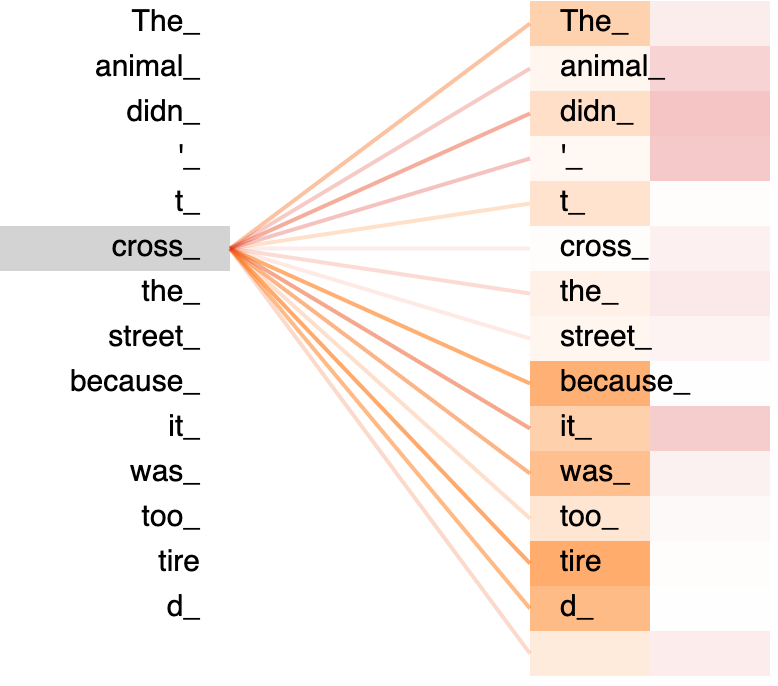 The_ The_
animal_ animal_
didn_ didn_
'_ '_
t_ t_
cross_ cross_
the_ the_
street_ street_
because_ because_
it_ it_
was_ was_
too_ too_
tire tire
d_ d_